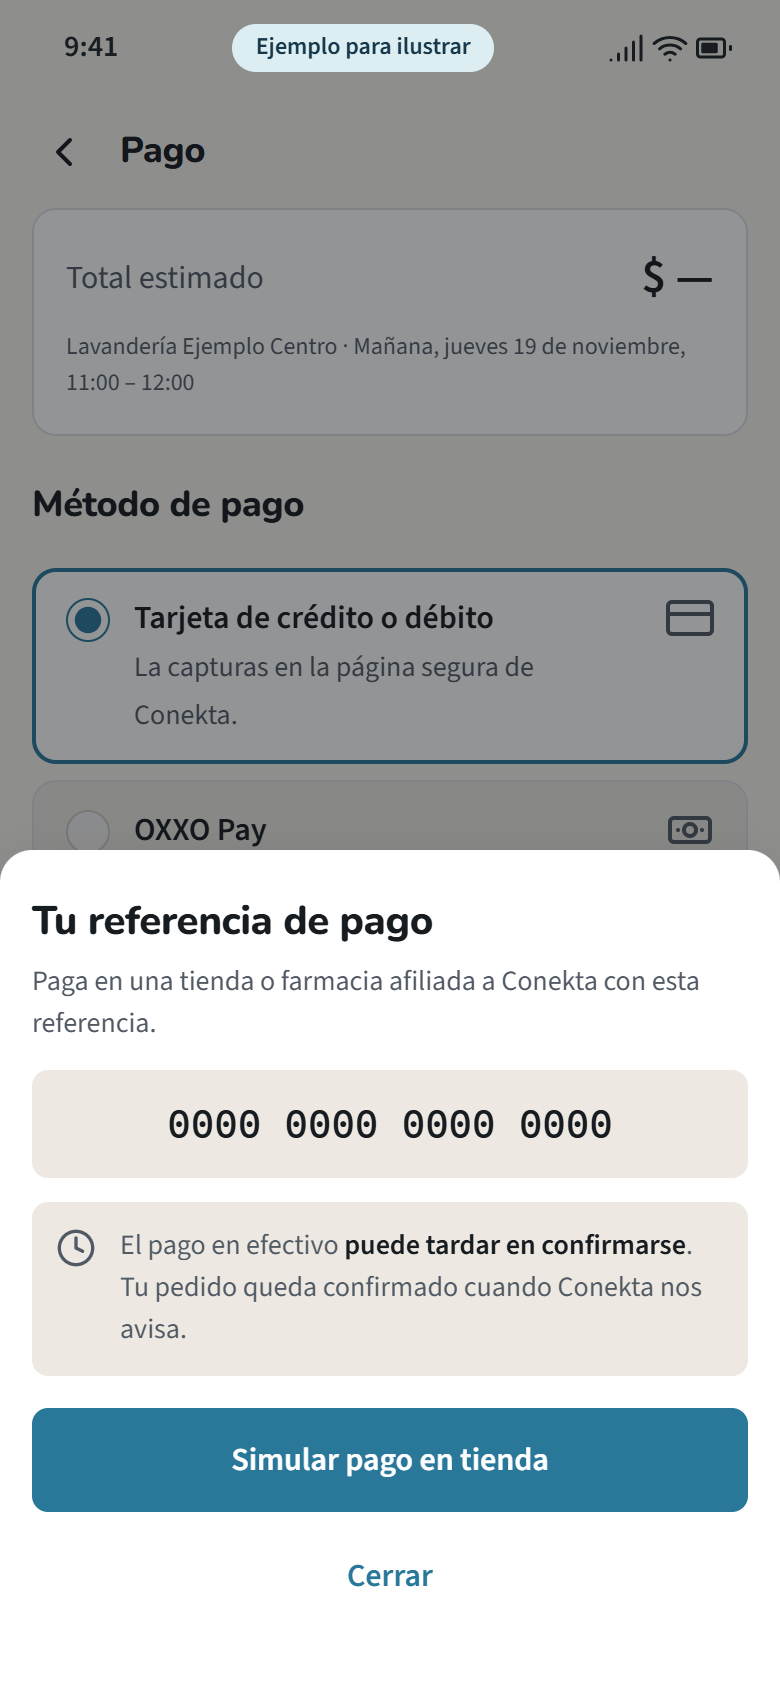 9:41
Ejemplo para ilustrar
Pago
Total estimado
$ —
Lavandería Ejemplo Centro · Mañana, jueves 19 de noviembre,
11:00 – 12:00
Método de pago
Tarjeta de crédito o débito
La capturas en la página segura de
Conekta.
OXXO Pay
Tu referencia de pago
Paga en una tienda o farmacia afiliada a Conekta con esta
referencia.
0000 0000 0000 0000
El pago en efectivo puede tardar en confirmarse.
Tu pedido queda confirmado cuando Conekta nos
avisa.
Simular pago en tienda
Cerrar